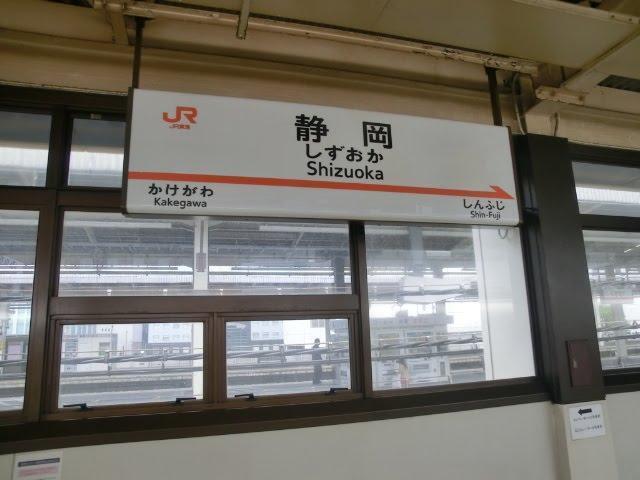 JR
JR東海
静岡
しずおか
Shizuoka
かけがわ
Kakegawa
しんふじ
Shin-Fuji